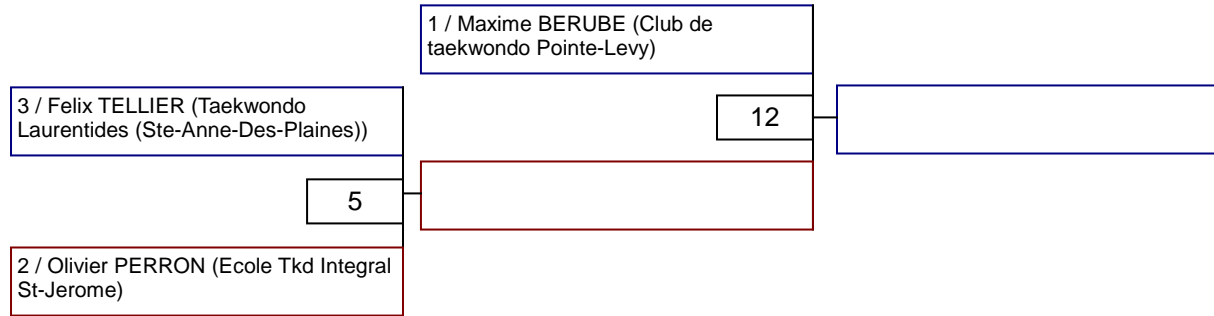 1 / Maxime BERUBE (Club de
taekwondo Pointe-Levy)
3 / Felix TELLIER (Taekwondo
Laurentides (Ste-Anne-Des-Plaines))
12
5
2 / Olivier PERRON (Ecole Tkd Integral
St-Jerome)